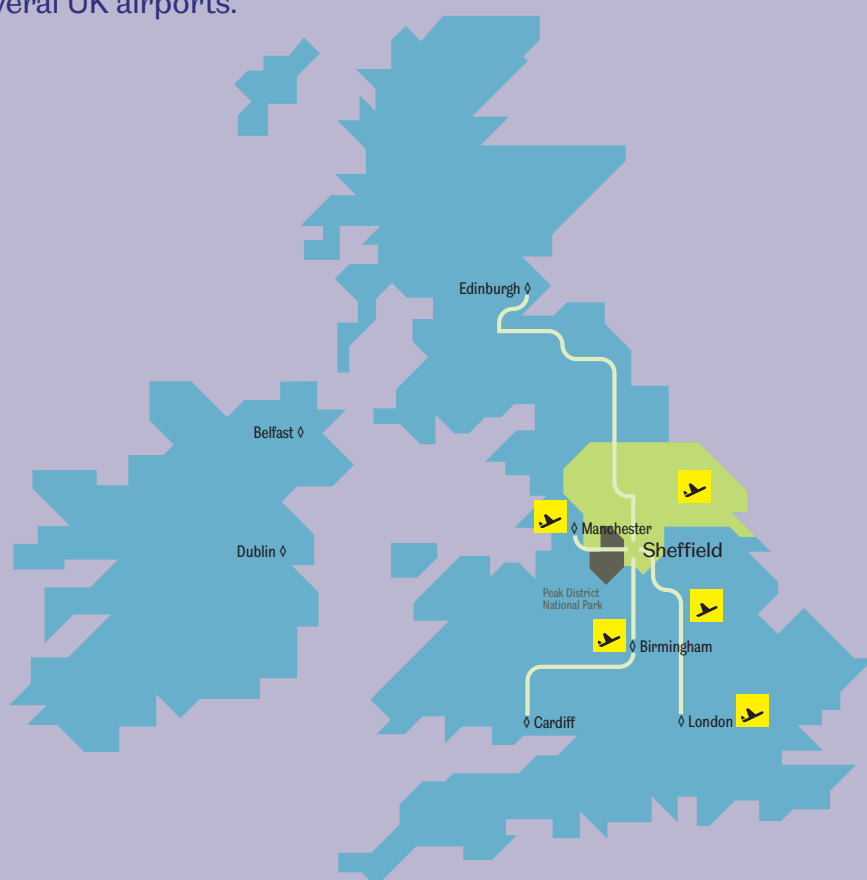 veral UK airports.
Edinburgh
Belfast
Manchester
Dublin
Sheffield
Peak District
National Park
Birmingham
Cardiff
London